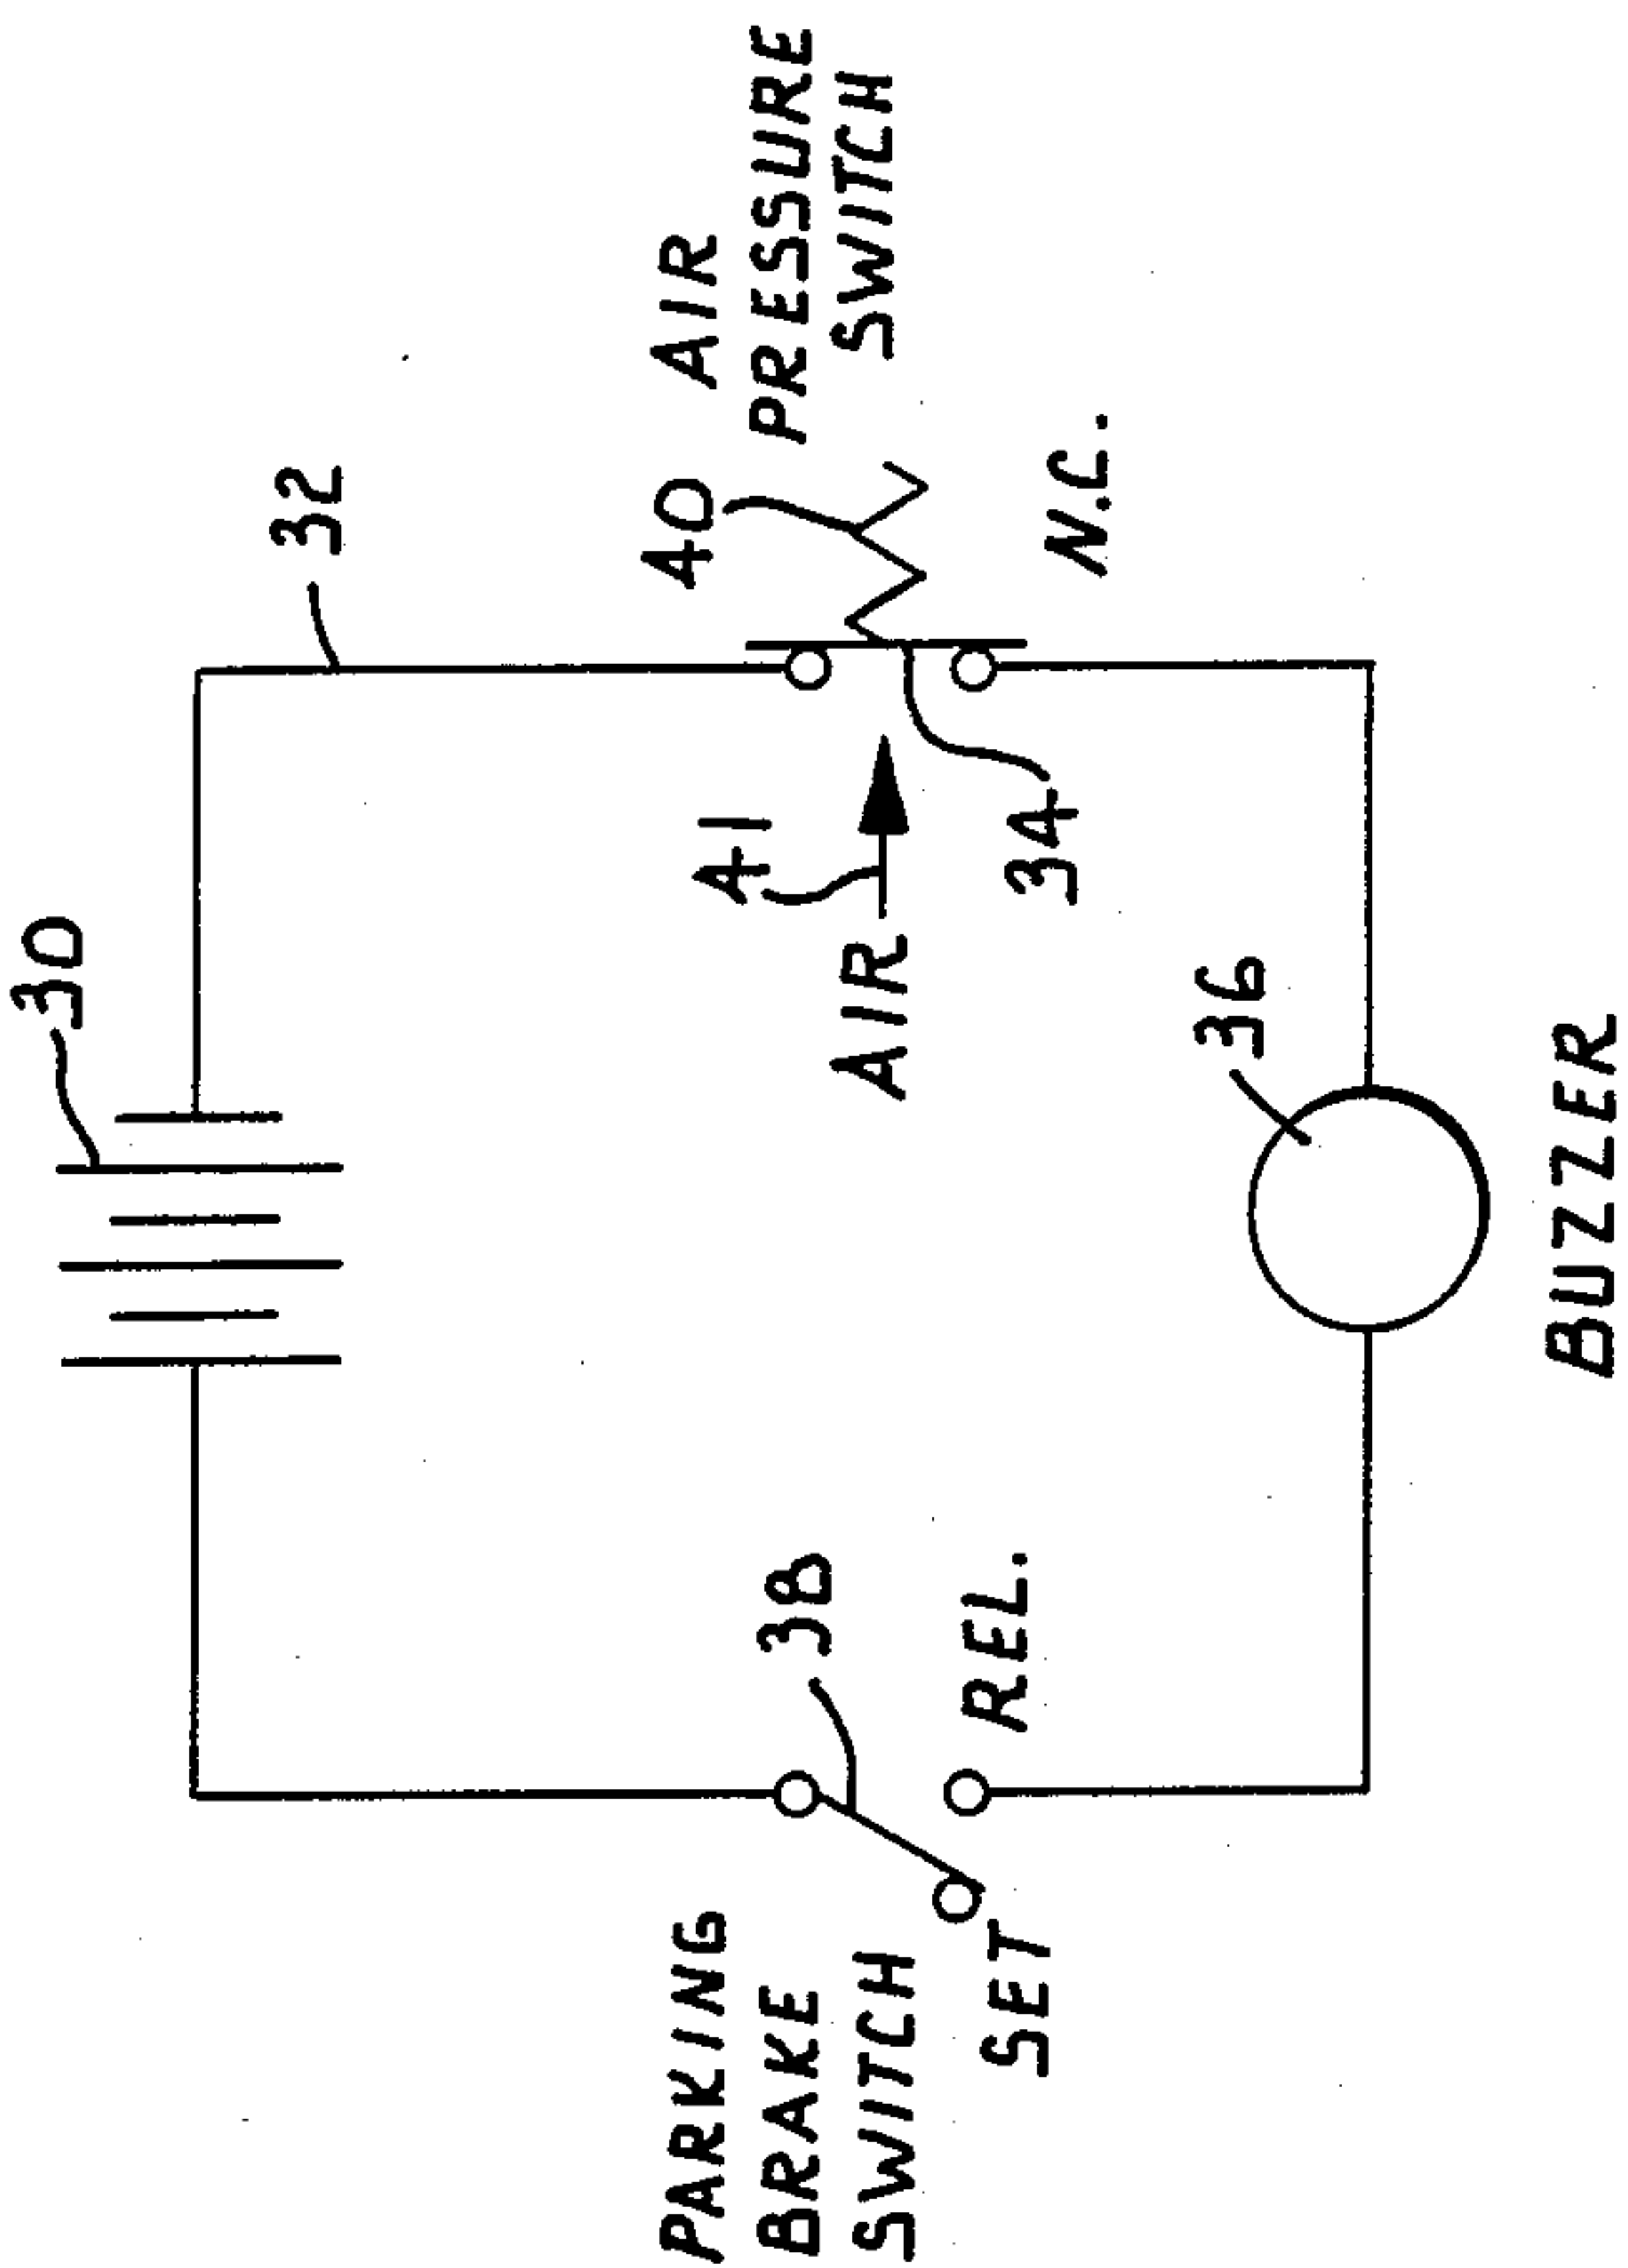 30
32
PARKING
BRAKE
SWITCH
SET
38
REL.
41
AIR
34
40
AIR
PRESSURE
SWITCH
N.C.
36
BUZZER